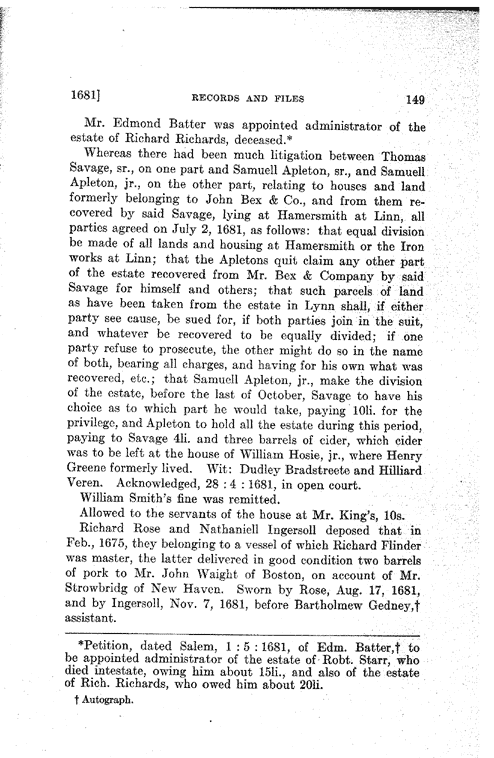 1681] RECORDS AND FILES 149
Mr. Edmond Batter was appointed administrator of the
estate of Richard Richards, deceased.*
Whereas there had been much litigation between Thomas
Savage, sr., on one part and Samuell Apleton, sr., and Samuell
Apleton, jr., on the other part, relating to houses and land
formerly belonging to John Bex & Co., and from them re-
covered by said Savage, lying at Hamersmith at Linn, all
parties agreed on July 2, 1681, as follows: that equal division
be made of all lands and housing at Hamersmith or the Iron
works at Linn; that the Apletons quit claim any other part
of the estate recovered from Mr. Bex & Company by said
Savage for himself and others; that such parcels of land
as have been taken from the estate in Lynn shall, if either
party see cause, be sued for, if both parties join in the suit,
and whatever be recovered to be equally divided; if one
party refuse to prosecute, the other might do so in the name
of both, bearing all charges, and having for his own what was
recovered, etc.; that Samuell Apleton, jr., make the division
of the estate, before the last of October, Savage to have his
choice as to which part he would take, paying 10li. for the
privilege, and Apleton to hold all the estate during this period,
paying to Savage 4li. and three barrels of cider, which cider
was to be left at the house of William Hosie, jr., where Henry
Greene formerly lived. Wit: Dudley Bradstreete and Hilliard
Veren. Acknowledged, 28 : 4 : 1681, in open court.
William Smith's fine was remitted.
Allowed to the servants of the house at Mr. King's, 10s.
Richard Rose and Nathaniell Ingersoll deposed that in
Feb., 1675, they belonging to a vessel of which Richard Flinder
was master, the latter delivered in good condition two barrels
of pork to Mr. John Waight of Boston, on account of Mr.
Strowbridg of New Haven. Sworn by Rose, Aug. 17, 1681,
and by Ingersoll, Nov. 7, 1681, before Bartholmew Gedney,†
assistant.
*Petition, dated Salem, 1 : 5 : 1681, of Edm. Batter,† to
be appointed administrator of the estate of Robt. Starr, who
died intestate, owing him about 15li., and also of the estate
of Rich. Richards, who owed him about 20li.
† Autograph.